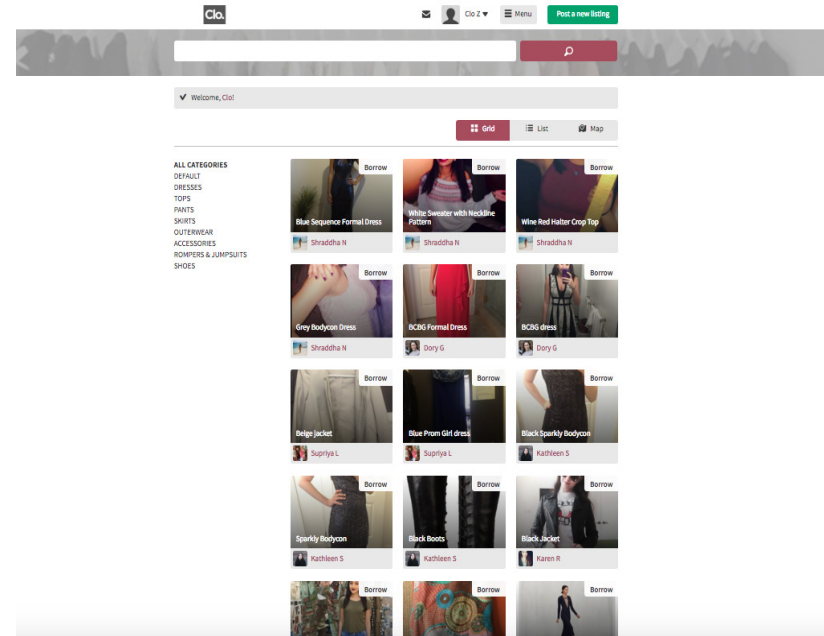 Clo.
Clo Z ▼
Menu
Post a new listing
Welcome, Clo!
Grid
List
Map
ALL CATEGORIES
DEFAULT
DRESSES
TOPS
PANTS
SKIRTS
OUTERWEAR
ACCESSORIES
ROMPERS & JUMPSUITS
SHOES
Borrow
Blue Sequence Formal Dress
Shraddha N
Borrow
White Sweater with Neckline
Pattern
Shraddha N
Borrow
Wine Red Halter Crop Top
Shraddha N
Borrow
Grey Bodycon Dress
Shraddha N
Borrow
BCBG Formal Dress
Dory G
Borrow
BCBG dress
Dory G
Borrow
Beige jacket
Supriya L
Borrow
Blue Prom Girl dress
Supriya L
Borrow
Black Sparkly Bodycon
Kathleen S
Borrow
Sparkly Bodycon
Kathleen S
Borrow
Black Boots
Kathleen S
Borrow
Black Jacket
Karen R
Borrow
Borrow
Borrow